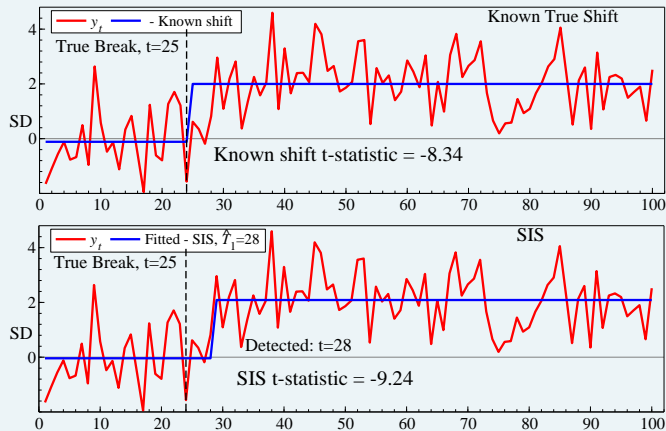 y_t - Known shift
Known True Shift
True Break, t=25
4
2
SD
0
Known shift t-statistic = -8.34
0 10 20 30 40 50 60 70 80 90 100
y_t Fitted - SIS, T̂_1=28
SIS
True Break, t=25
4
2
SD
0
Detected: t=28
SIS t-statistic = -9.24
0 10 20 30 40 50 60 70 80 90 100